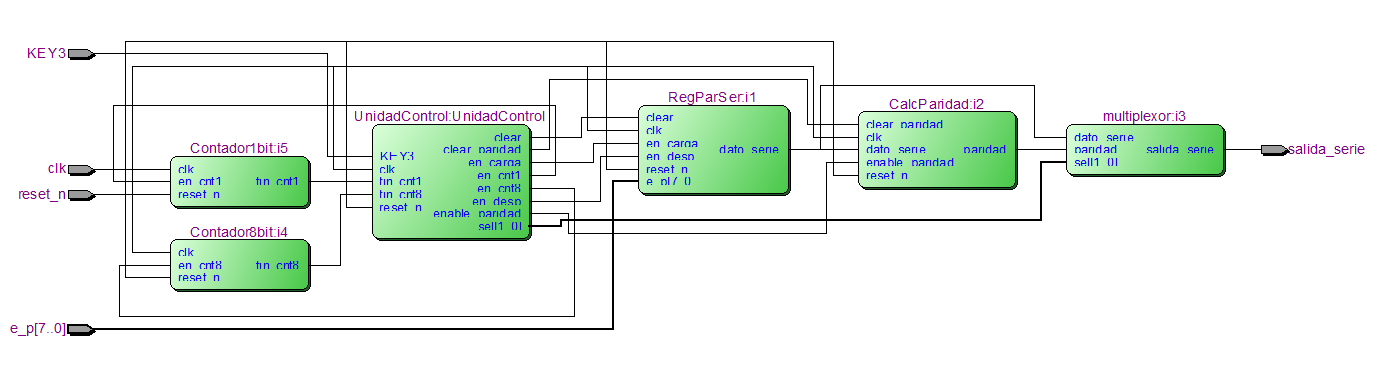 KEY3
clk
reset_n
e_p[7..0]
Contador1bit:i5
clk
en_cnt1
reset_n
fin_cnt1
Contador8bit:i4
clk
en_cnt8
reset_n
fin_cnt8
UnidadControl:UnidadControl
KEY3
clk
fin_cnt1
fin_cnt8
reset_n
clear
clear_paridad
en_carga
en_cnt1
en_cnt8
en_desp
enable_paridad
sel[1..0]
RegParSer:i1
clear
clk
en_carga
en_desp
reset_n
e_p[7..0]
dato_serie
CalcParidad:i2
clear_paridad
clk
dato_serie
enable_paridad
reset_n
paridad
multiplexor:i3
dato_serie
paridad
sel[1..0]
salida_serie
salida_serie